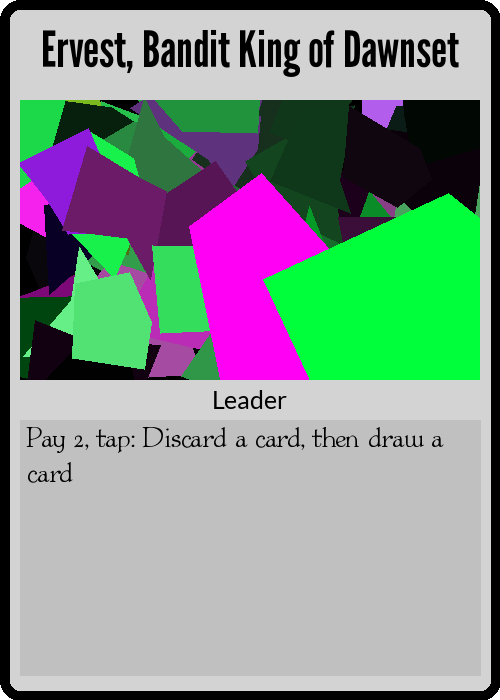 Ervest, Bandit King of Dawnset
Leader
Pay 2, tap: Discard a card, then draw a
card